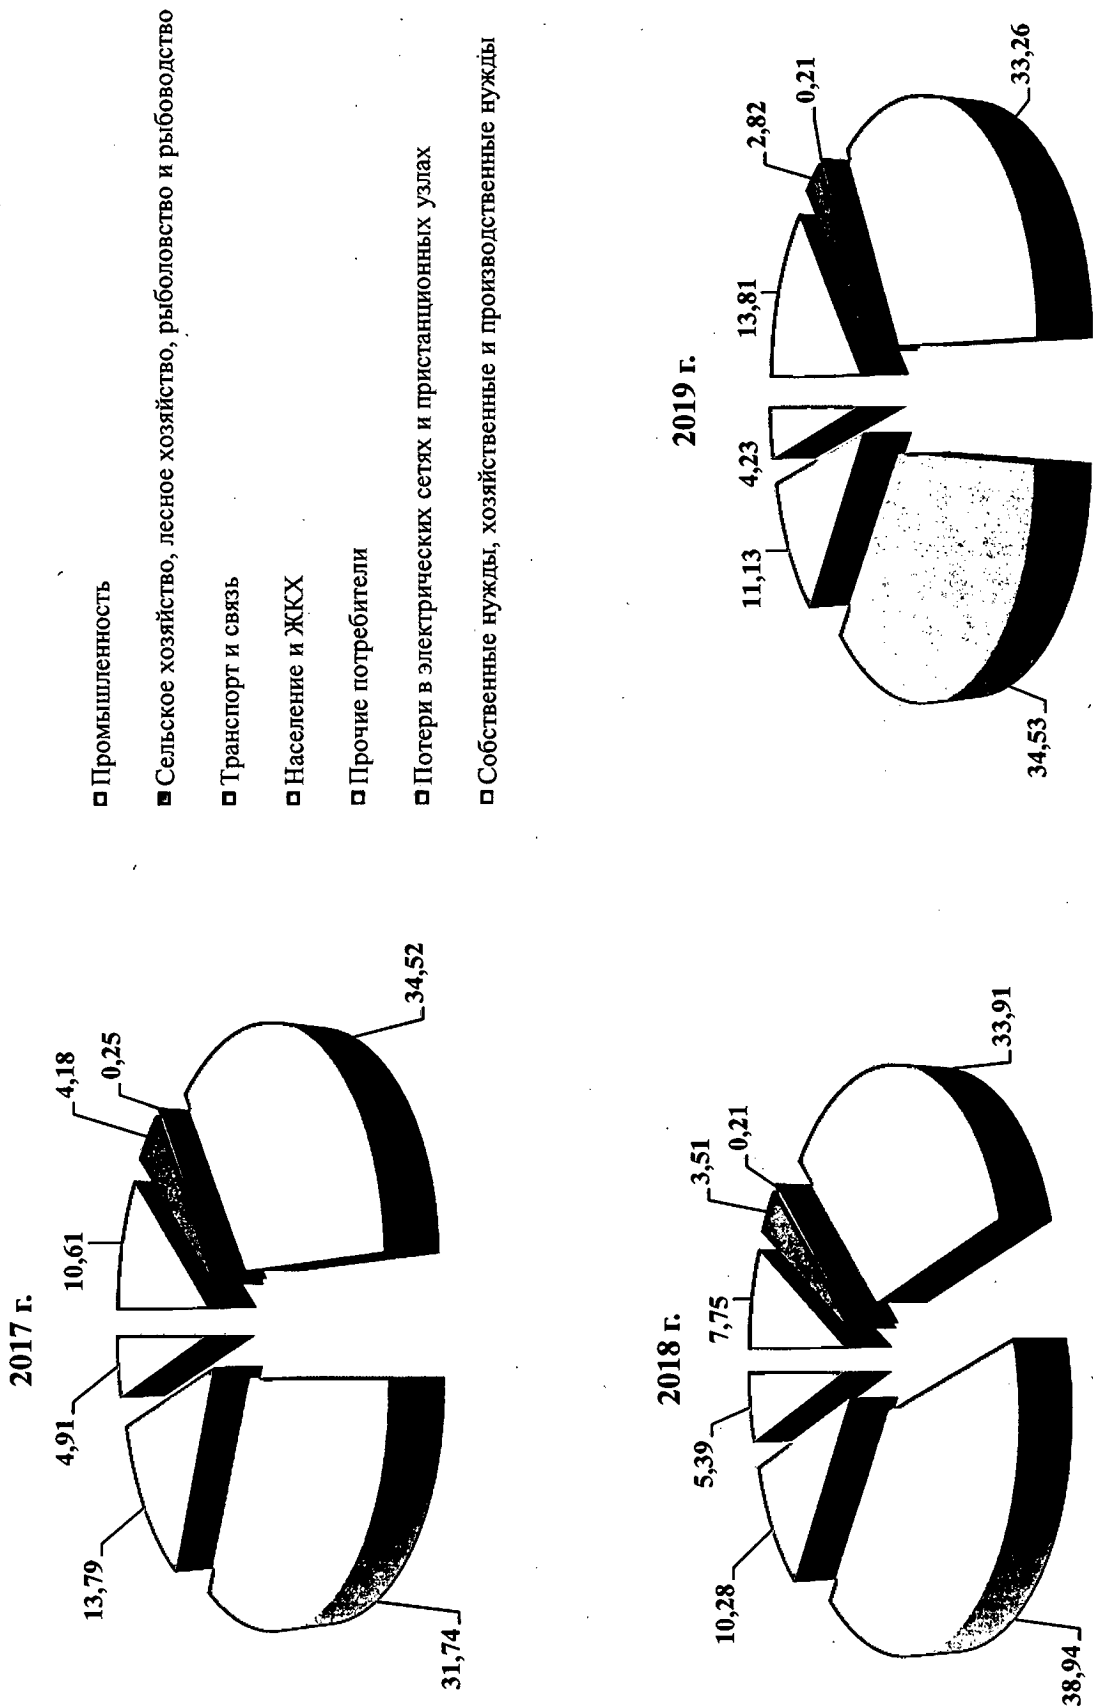 2017 г.
4,91
10,61
4,18
0,25
34,52
31,74
13,79
Промышленность
Сельское хозяйство, лесное хозяйство, рыболовство и рыбоводство
Транспорт и связь
Население и ЖКХ
Прочие потребители
Потери в электрических сетях и пристанционных узлах
Собственные нужды, хозяйственные и производственные нужды
2018 г.
5,39
7,75
3,51
0,21
33,91
38,94
10,28
2019 г.
4,23
13,81
2,82
0,21
33,26
34,53
11,13